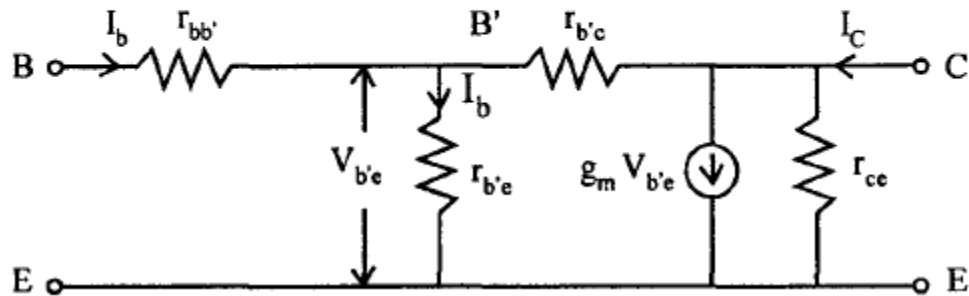 I_b r_bb' B' r_b'c I_C
B C
I_b
V_b'e r_b'e g_m V_b'e r_ce
E E